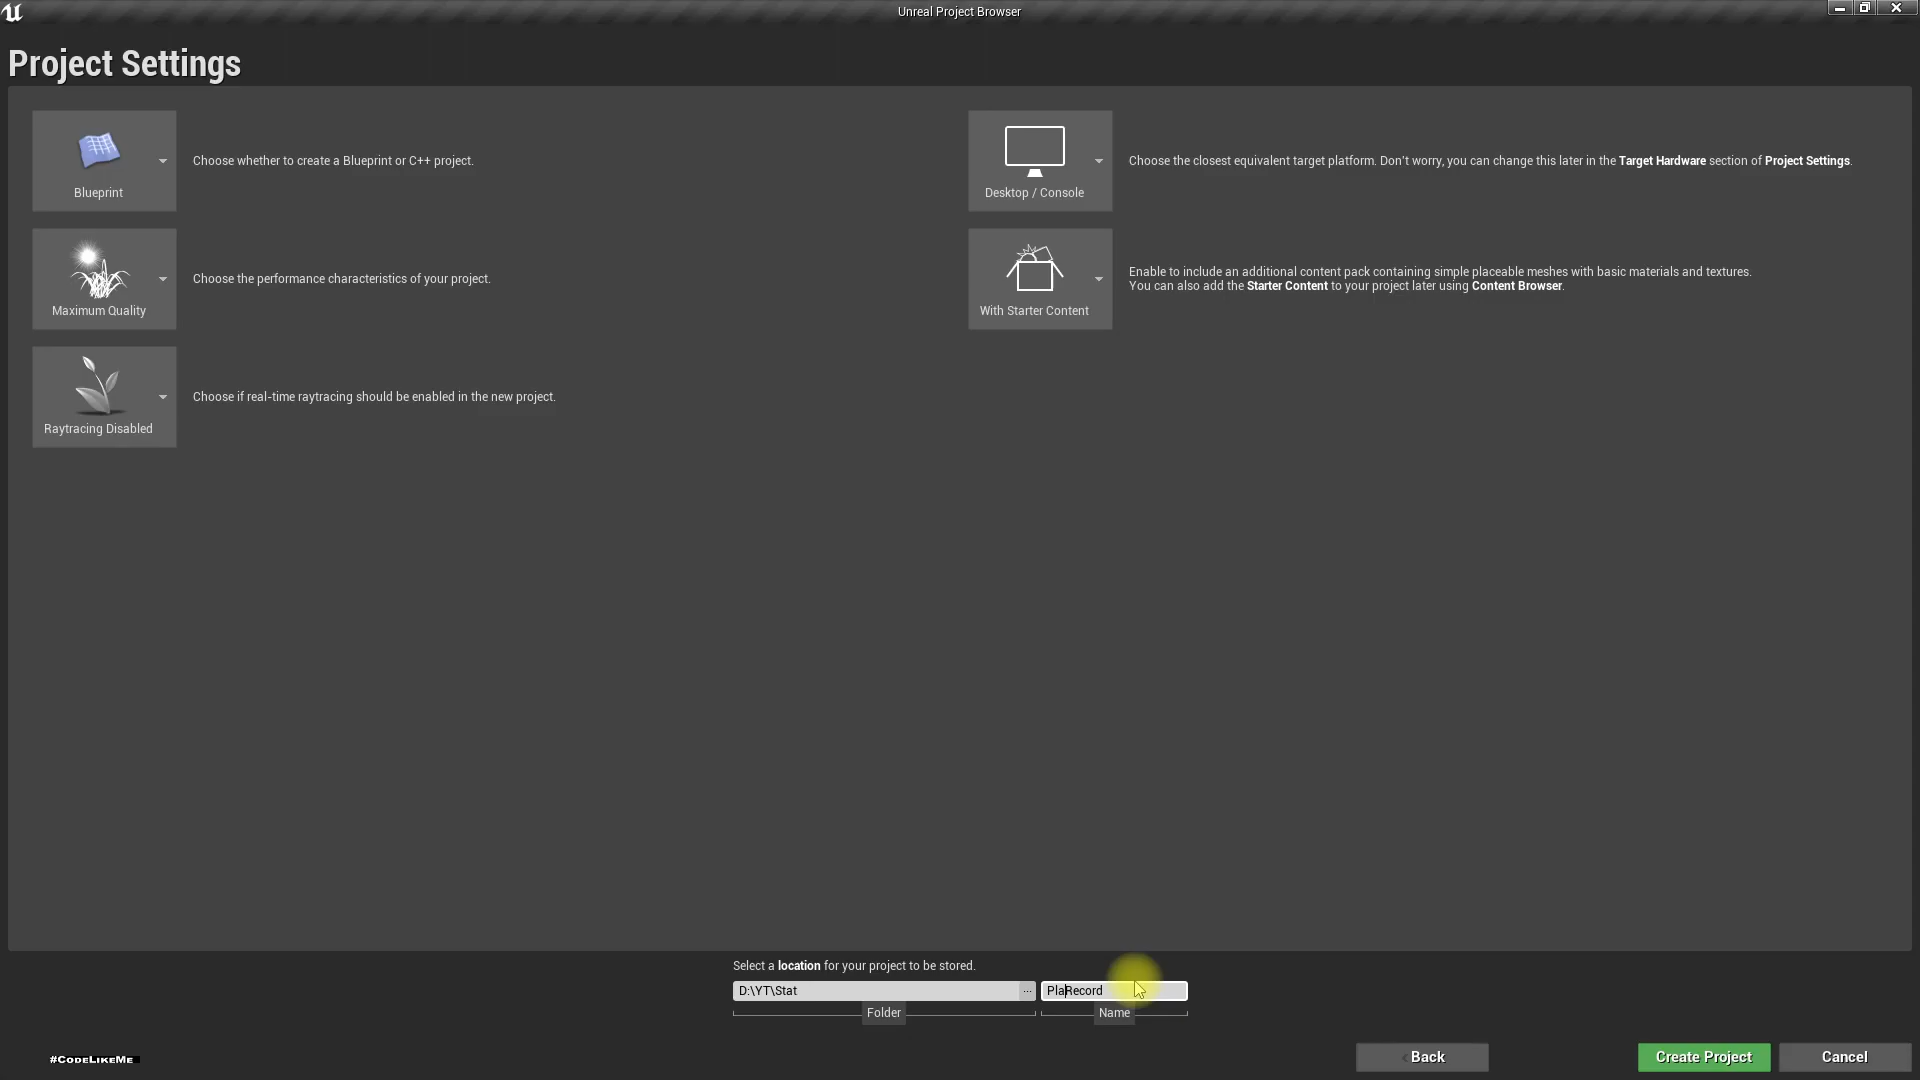 Unreal Project Browser
Project Settings
Blueprint
Choose whether to create a Blueprint or C++ project.
Desktop / Console
Choose the closest equivalent target platform. Don't worry, you can change this later in the Target Hardware section of Project Settings.
Maximum Quality
Choose the performance characteristics of your project.
With Starter Content
Enable to include an additional content pack containing simple placeable meshes with basic materials and textures.
You can also add the Starter Content to your project later using Content Browser.
Raytracing Disabled
Choose if real-time raytracing should be enabled in the new project.
Select a location for your project to be stored.
D:\YT\Stat
...
PlaRecord
Folder
Name
#CodeLikeMe
Back
Create Project
Cancel